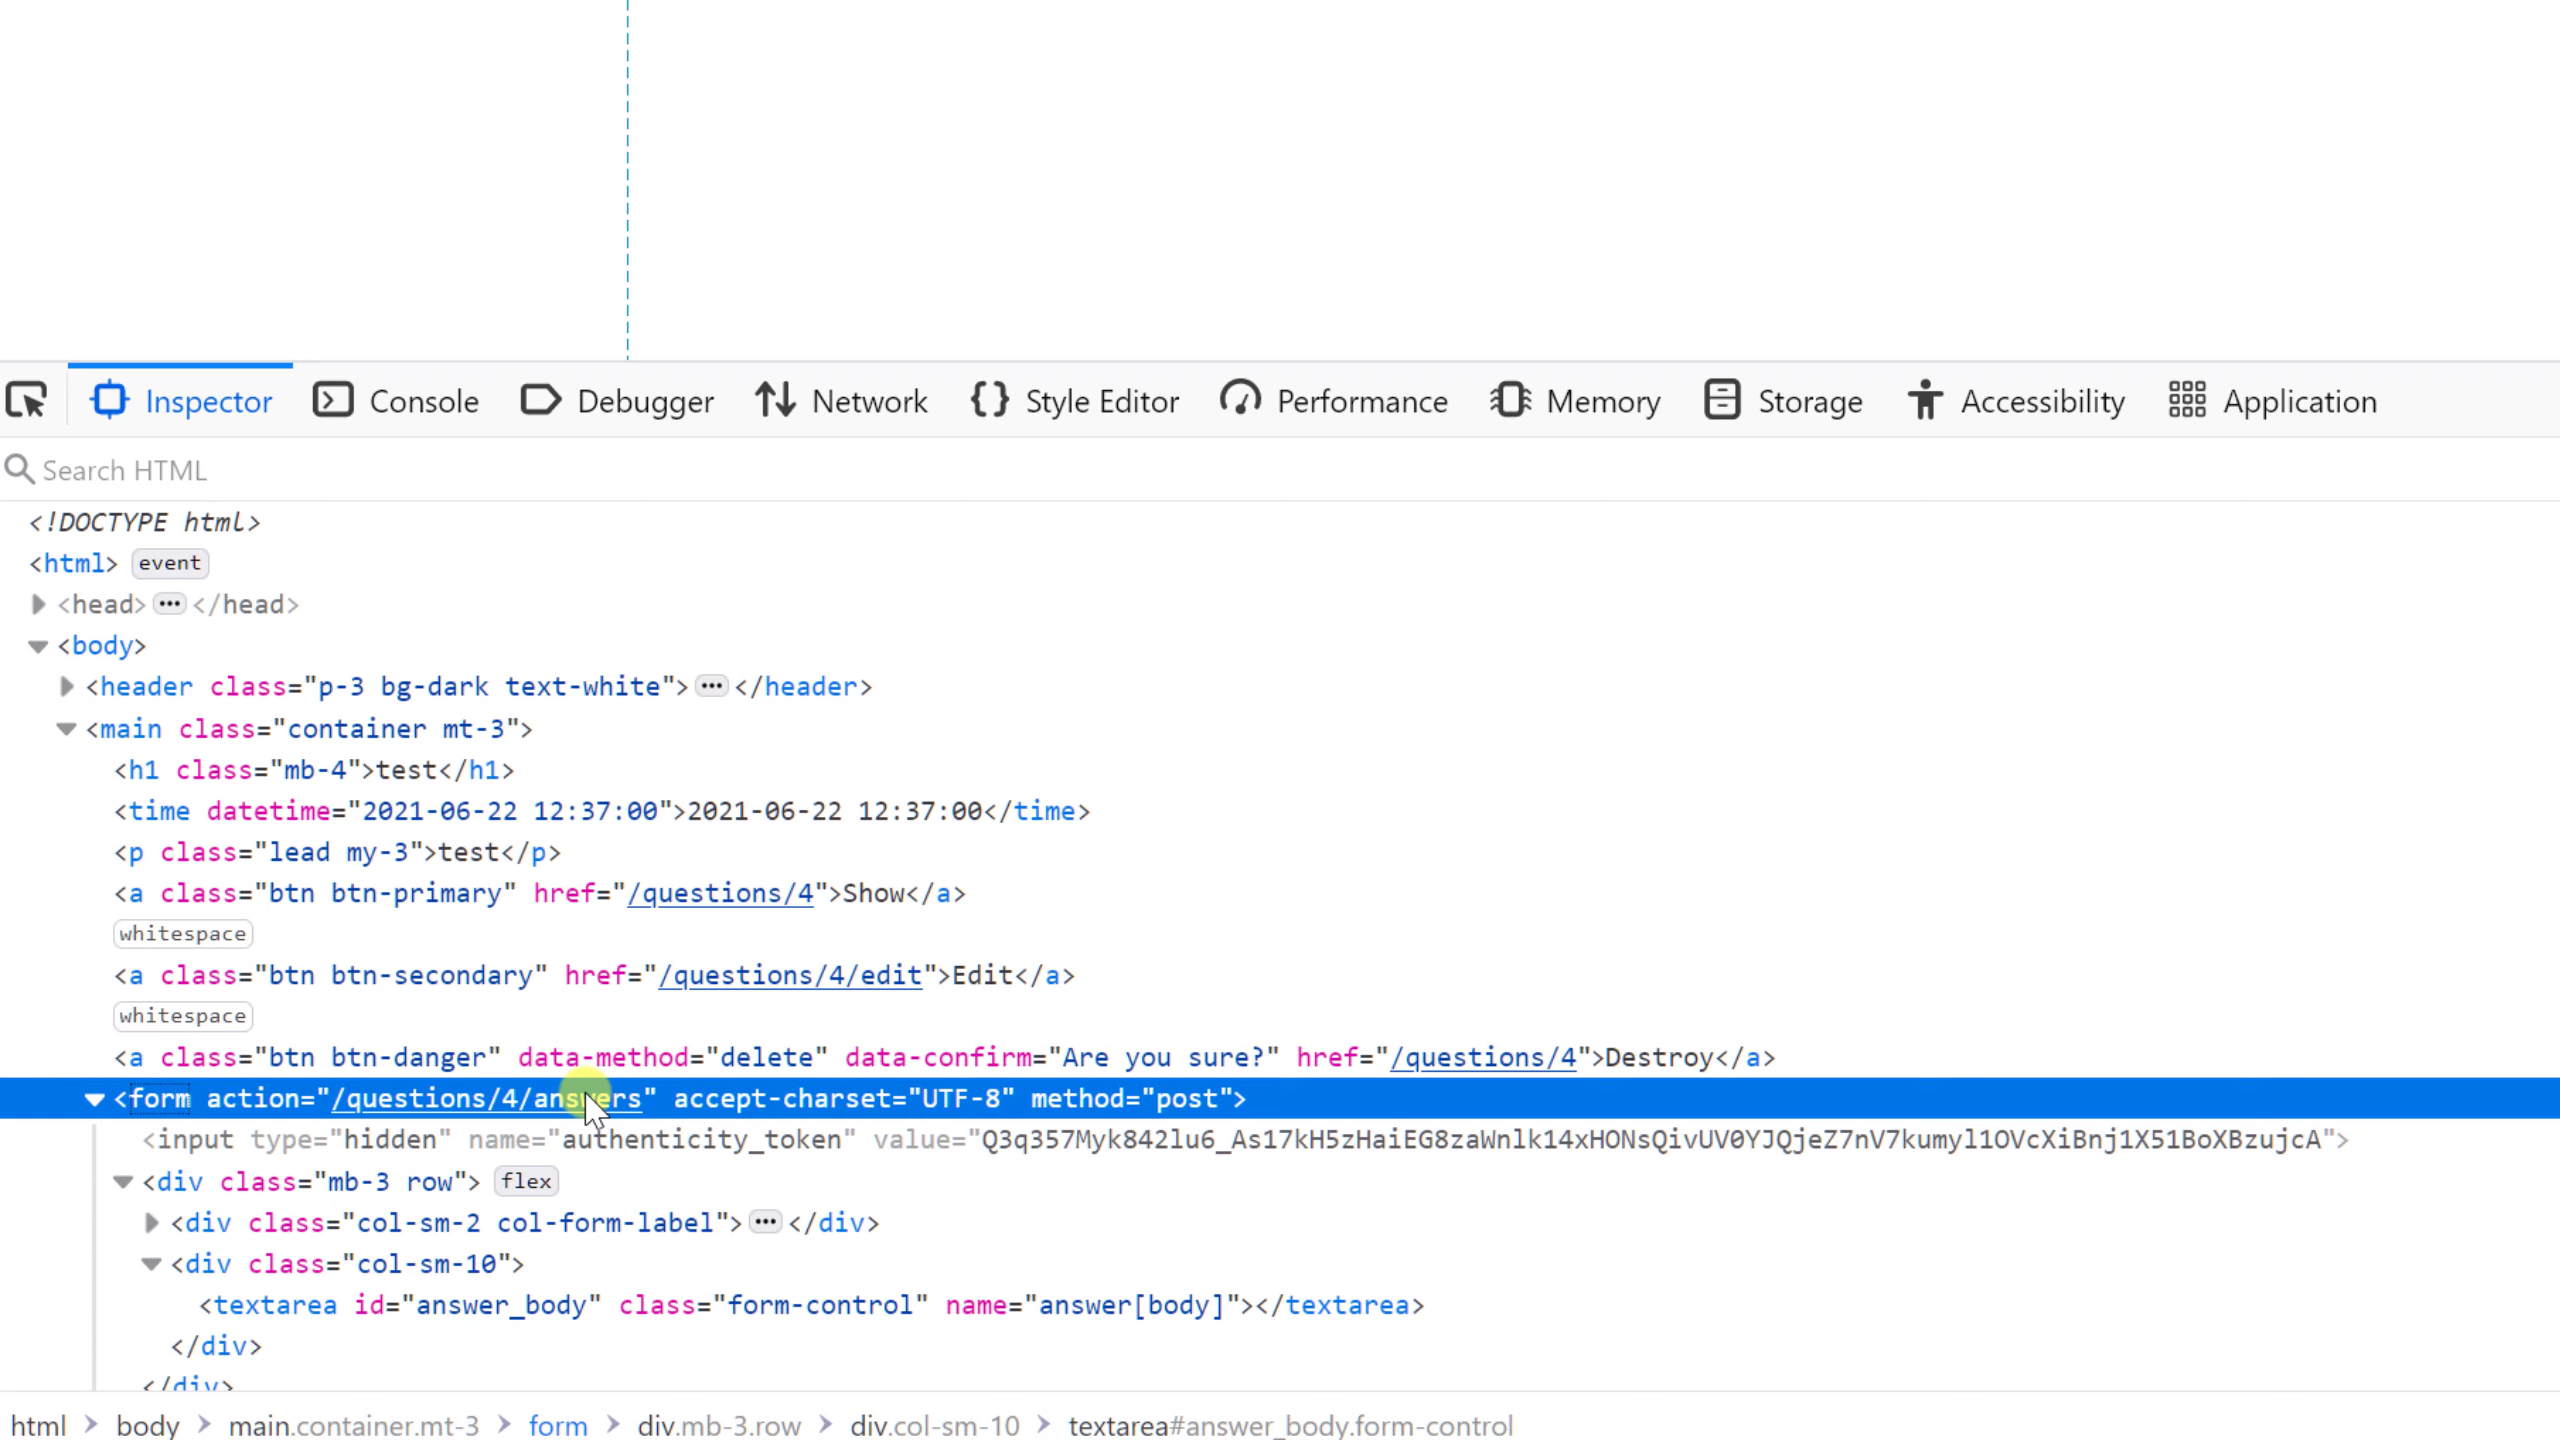 Inspector Console Debugger Network Style Editor Performance Memory Storage Accessibility Application
Search HTML
<!DOCTYPE html>
<html> event
<head> ••• </head>
<body>
<header class="p-3 bg-dark text-white"> ••• </header>
<main class="container mt-3">
<h1 class="mb-4">test</h1>
<time datetime="2021-06-22 12:37:00">2021-06-22 12:37:00</time>
<p class="lead my-3">test</p>
<a class="btn btn-primary" href="/questions/4">Show</a>
whitespace
<a class="btn btn-secondary" href="/questions/4/edit">Edit</a>
whitespace
<a class="btn btn-danger" data-method="delete" data-confirm="Are you sure?" href="/questions/4">Destroy</a>
<form action="/questions/4/answers" accept-charset="UTF-8" method="post">
<input type="hidden" name="authenticity_token" value="Q3q357Myk842lu6_As17kH5zHaiEG8zaWnlk14xHONsQivUV0YJQjeZ7nV7kumyl1OVcXiBnj1X51BoXBzujcA">
<div class="mb-3 row"> flex
<div class="col-sm-2 col-form-label"> ••• </div>
<div class="col-sm-10">
<textarea id="answer_body" class="form-control" name="answer[body]"></textarea>
</div>
</div>
html body main.container.mt-3 form div.mb-3.row div.col-sm-10 textarea#answer_body.form-control